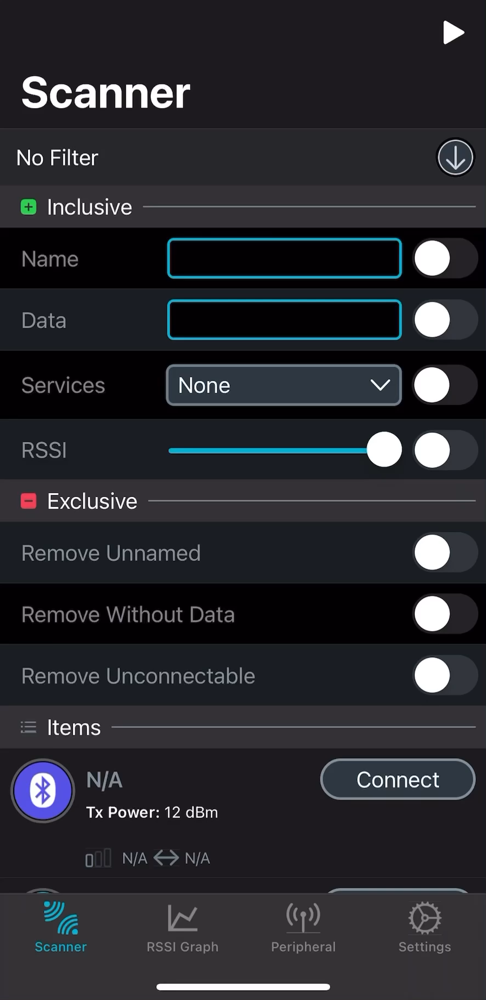 Scanner
No Filter
Inclusive
Name
Data
Services None
RSSI
Exclusive
Remove Unnamed
Remove Without Data
Remove Unconnectable
Items
N/A Connect
Tx Power: 12 dBm
N/A N/A
Scanner RSSI Graph Peripheral Settings